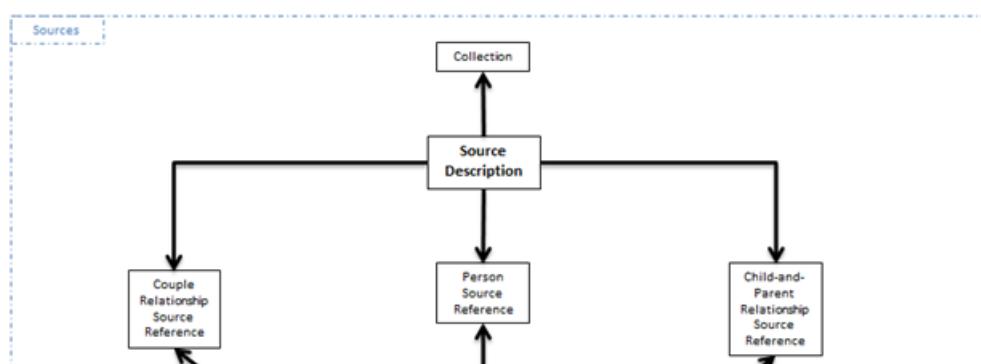 Sources
Collection
Source
Description
Couple
Relationship
Source
Reference
Person
Source
Reference
Child-and-
Parent
Relationship
Source
Reference